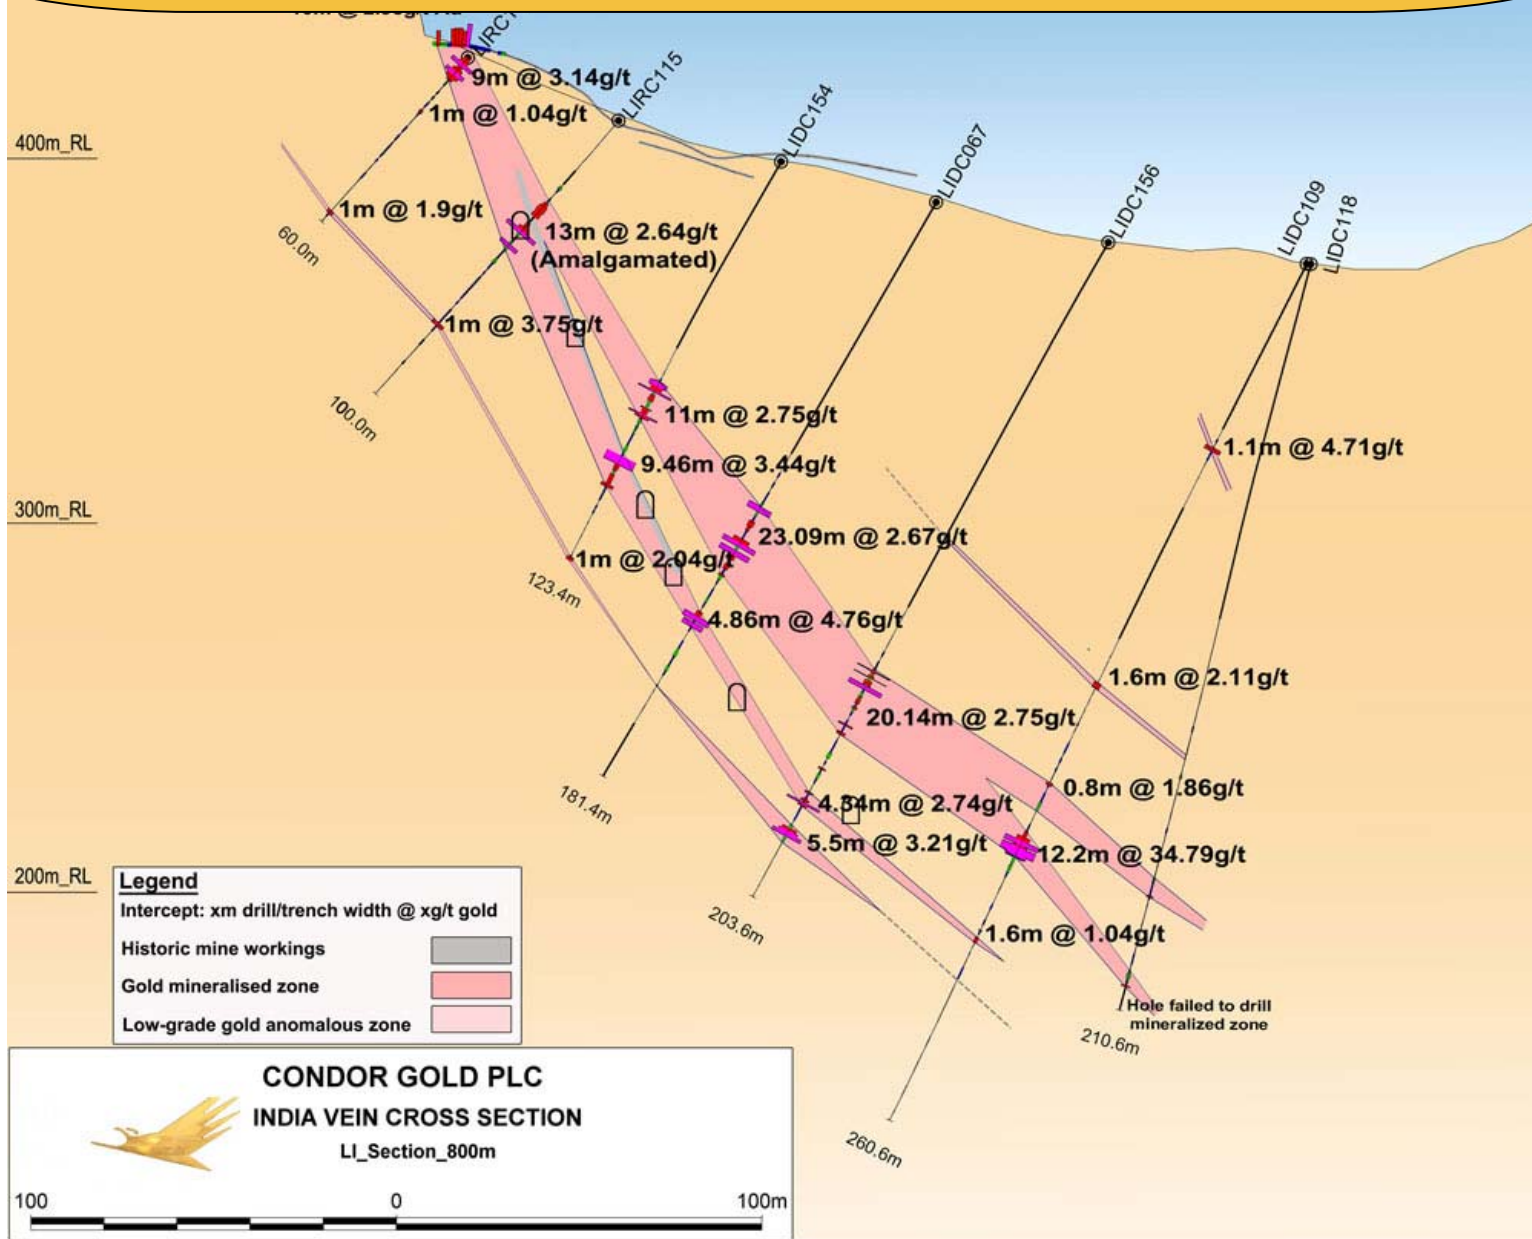 LIRC115
LIDC154
LIDC067
LIDC156
LIDC109
LIDC118
9m @ 3.14g/t
1m @ 1.04g/t
400m_RL
1m @ 1.9g/t
60.0m
13m @ 2.64g/t
(Amalgamated)
1m @ 3.75g/t
100.0m
11m @ 2.75g/t
1.1m @ 4.71g/t
9.46m @ 3.44g/t
300m_RL
23.09m @ 2.67g/t
1m @ 2.04g/t
123.4m
4.86m @ 4.76g/t
1.6m @ 2.11g/t
20.14m @ 2.75g/t
181.4m
0.8m @ 1.86g/t
4.34m @ 2.74g/t
5.5m @ 3.21g/t
12.2m @ 34.79g/t
200m_RL
203.6m
1.6m @ 1.04g/t
Hole failed to drill
mineralized zone
210.6m
260.6m
Legend
Intercept: xm drill/trench width @ xg/t gold
Historic mine workings
Gold mineralised zone
Low-grade gold anomalous zone
CONDOR GOLD PLC
INDIA VEIN CROSS SECTION
LI_Section_800m
100
0
100m